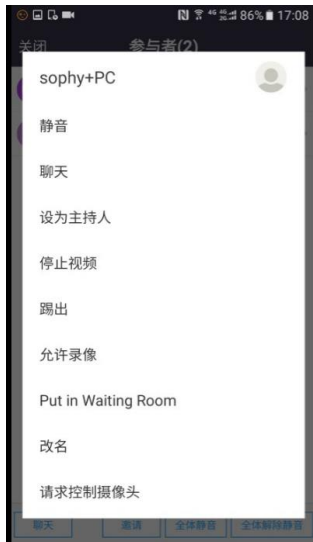 86% 17:08
关闭 参与者(2)
sophy+PC
静音
聊天
设为主持人
停止视频
踢出
允许录像
Put in Waiting Room
改名
请求控制摄像头
聊天 邀请 全体静音 全体解除静音